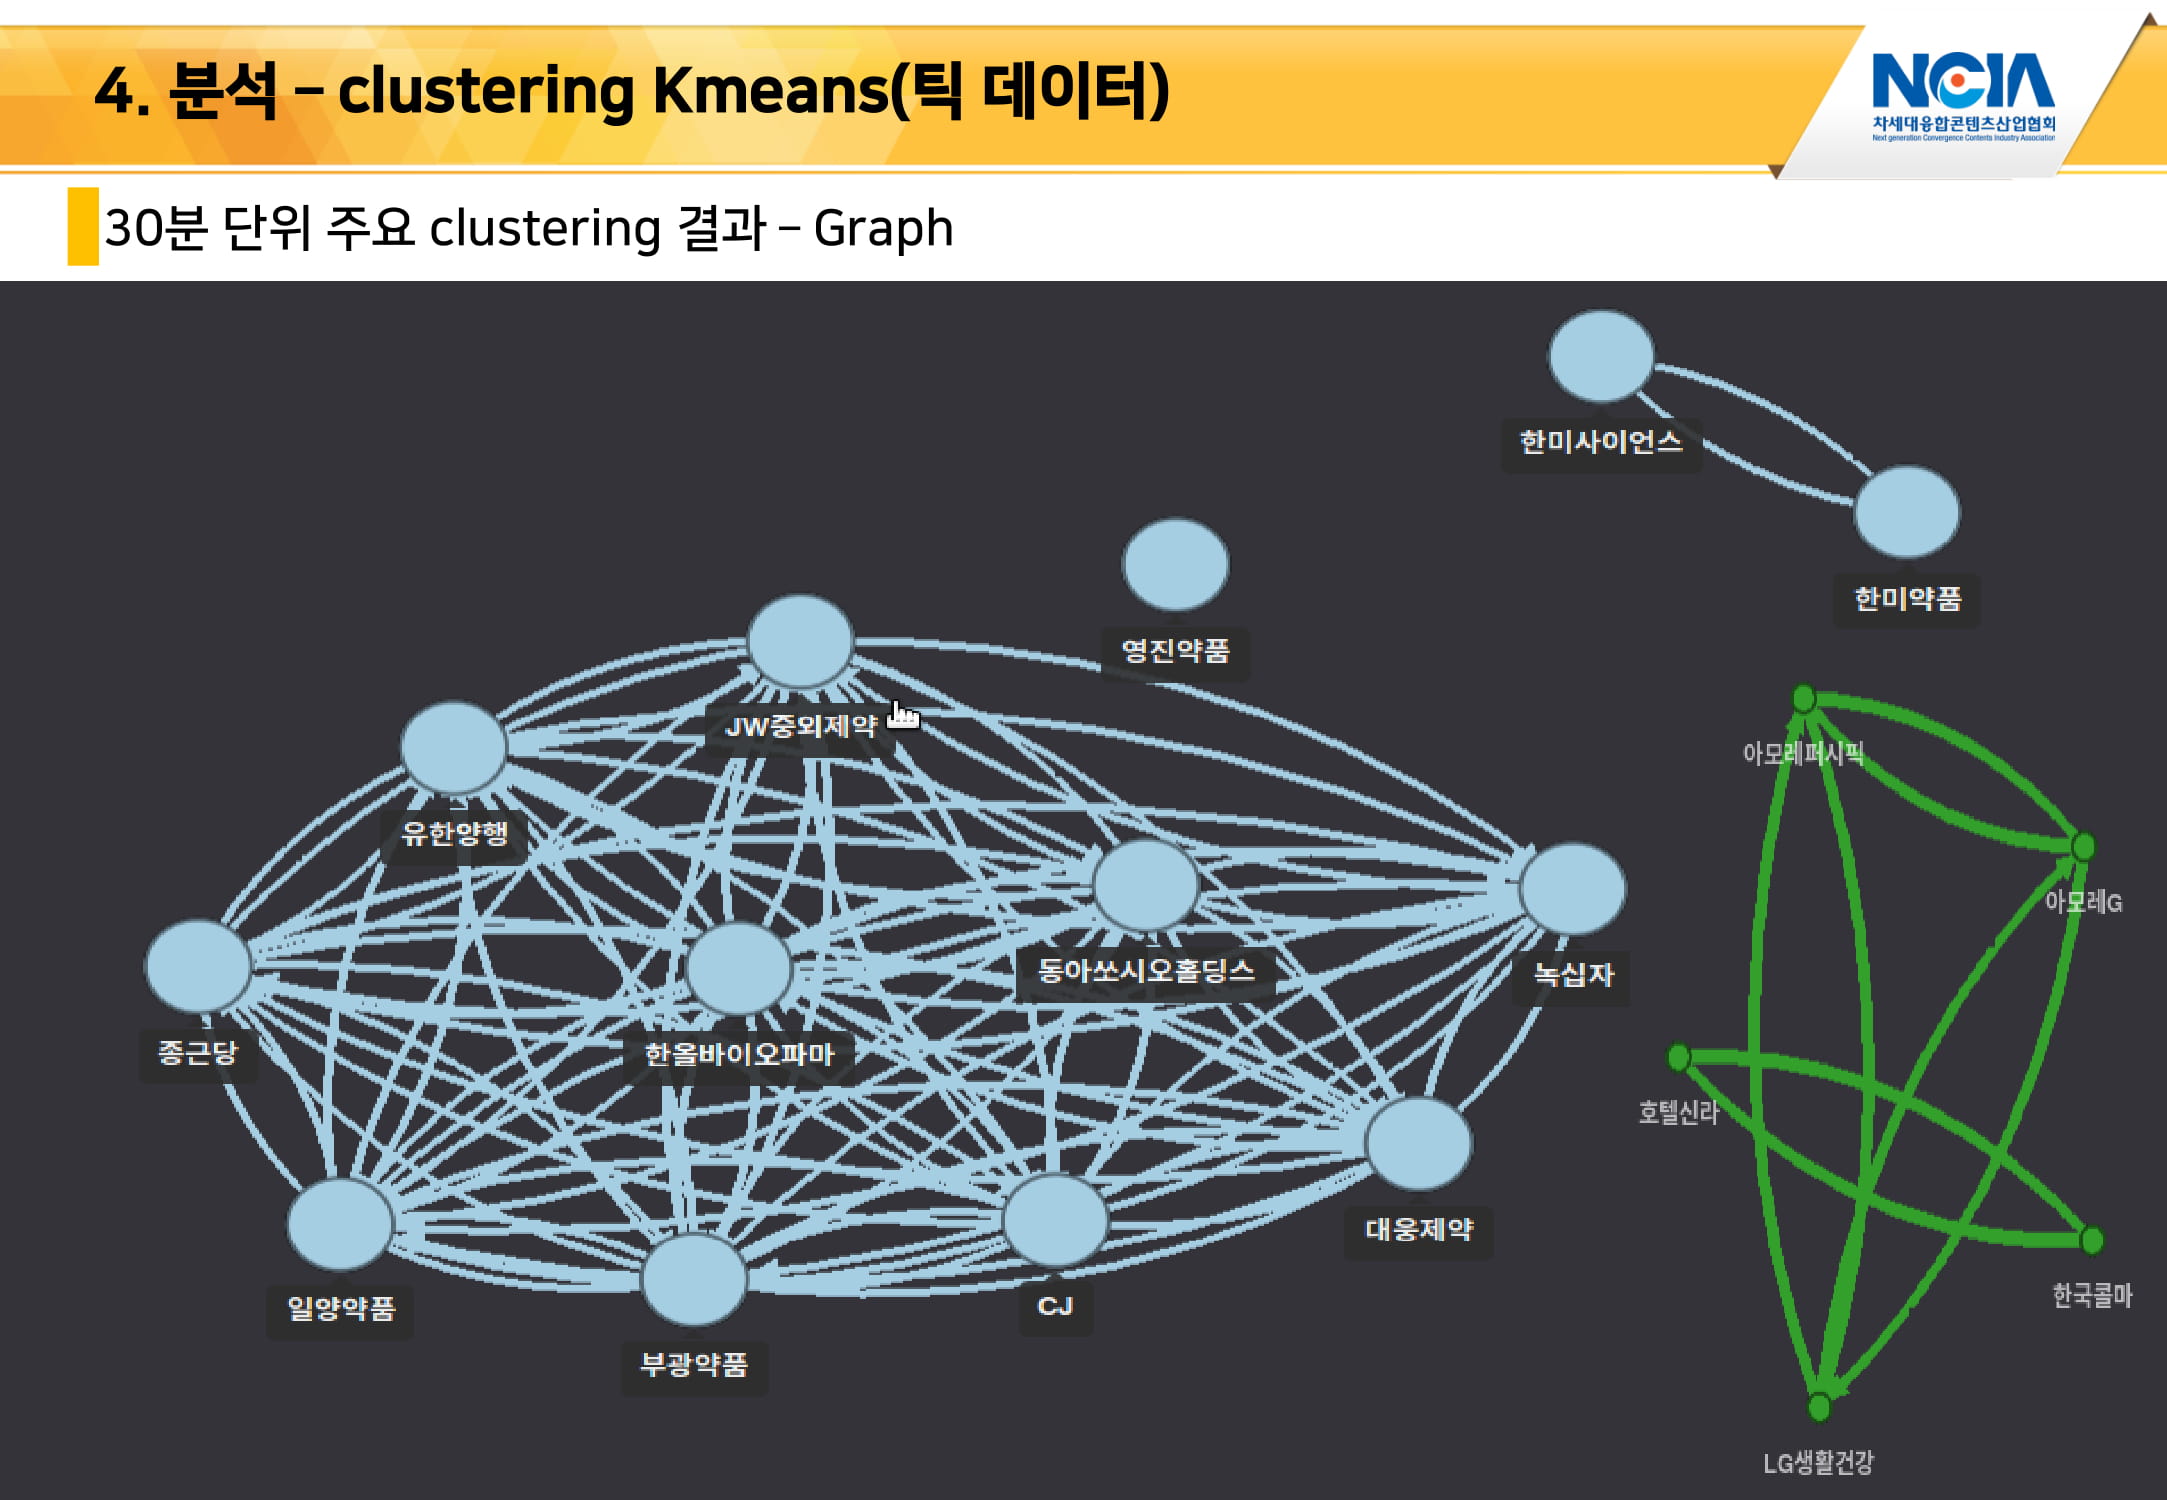 4. 분석 – clustering Kmeans(틱 데이터)
NCIA
차세대융합콘텐츠산업협회
Next generation Convergence Contents Industry Association
30분 단위 주요 clustering 결과 – Graph
한미사이언스
한미약품
영진약품
JW중외제약
아모레퍼시픽
유한양행
아모레G
동아쏘시오홀딩스
녹십자
종근당
한올바이오파마
호텔신라
대웅제약
한국콜마
일양약품
CJ
부광약품
LG생활건강